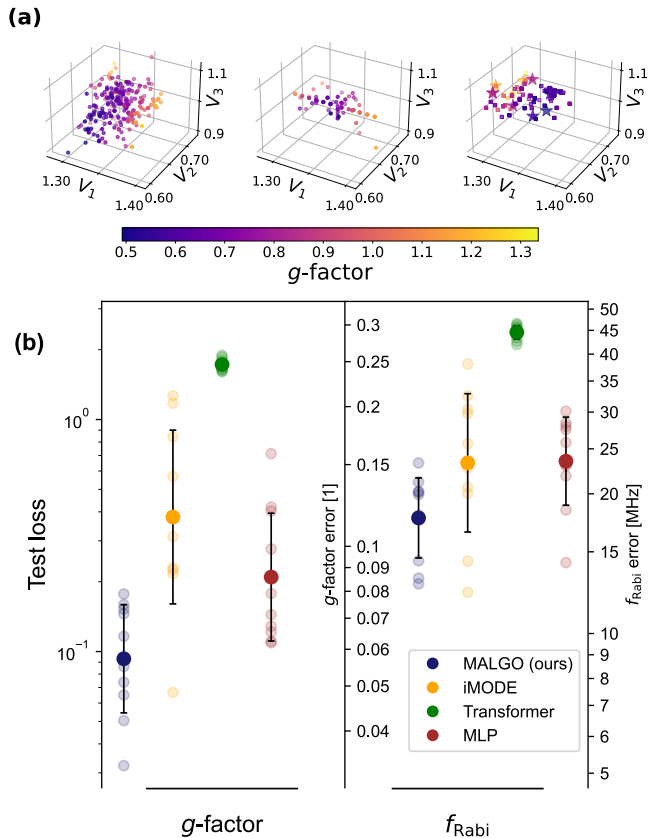 (a)
1.1
0.9
V3
0.70
V2
0.60
1.30
V1
1.40
1.1
0.9
V3
0.70
V2
0.60
1.30
V1
1.40
1.1
0.9
V3
0.70
V2
0.60
1.30
V1
1.40
0.5 0.6 0.7 0.8 0.9 1.0 1.1 1.2 1.3
g-factor
(b)
Test loss
10⁰
10⁻¹
g-factor error [1]
0.3
0.25
0.2
0.15
0.1
0.09
0.08
0.07
0.06
0.05
0.04
fRabi error [MHz]
50
45
40
35
30
25
20
15
10
9
8
7
6
5
MALGO (ours)
iMODE
Transformer
MLP
g-factor
fRabi